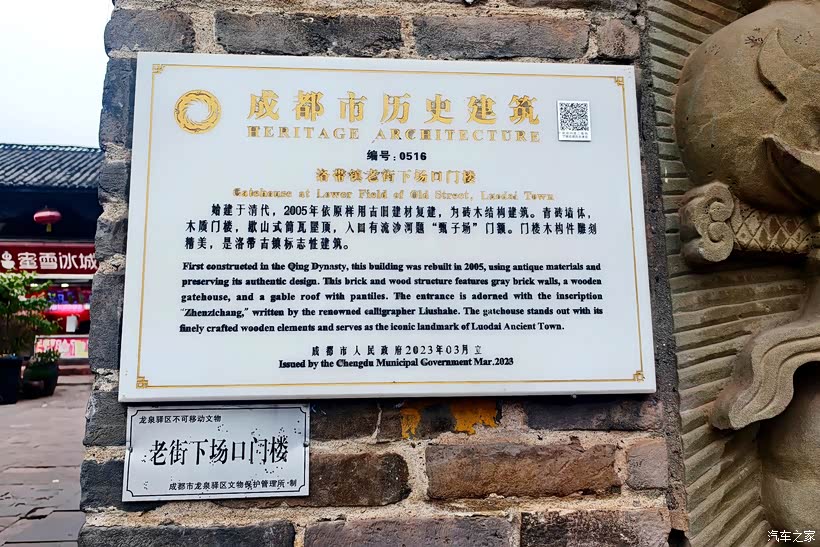 成都市历史建筑
HERITAGE ARCHITECTURE
编号:0516
洛带镇老街下场口门楼
Gatehouse at Lower Field of Old Street, Luodai Town
始建于清代，2005年依原样用古旧建材复建，为砖木结构建筑。青砖墙体，
木质门楼，歇山式筒瓦屋顶，入口有流沙河题“甄子场”门额。门楼木构件雕刻
精美，是洛带古镇标志性建筑。
First constructed in the Qing Dynasty, this building was rebuilt in 2005, using antique materials and
preserving its authentic design. This brick and wood structure features gray brick walls, a wooden
gatehouse, and a gable roof with pantiles. The entrance is adorned with the inscription
"Zhenzichang," written by the renowned calligrapher Liushahe. The gatehouse stands out with its
finely crafted wooden elements and serves as the iconic landmark of Luodai Ancient Town.
成都市人民政府2023年03月立
Issued by the Chengdu Municipal Government Mar.2023
龙泉驿区不可移动文物
老街下场口门楼
成都市龙泉驿区文物保护管理所·制
蜜雪冰城
汽车之家